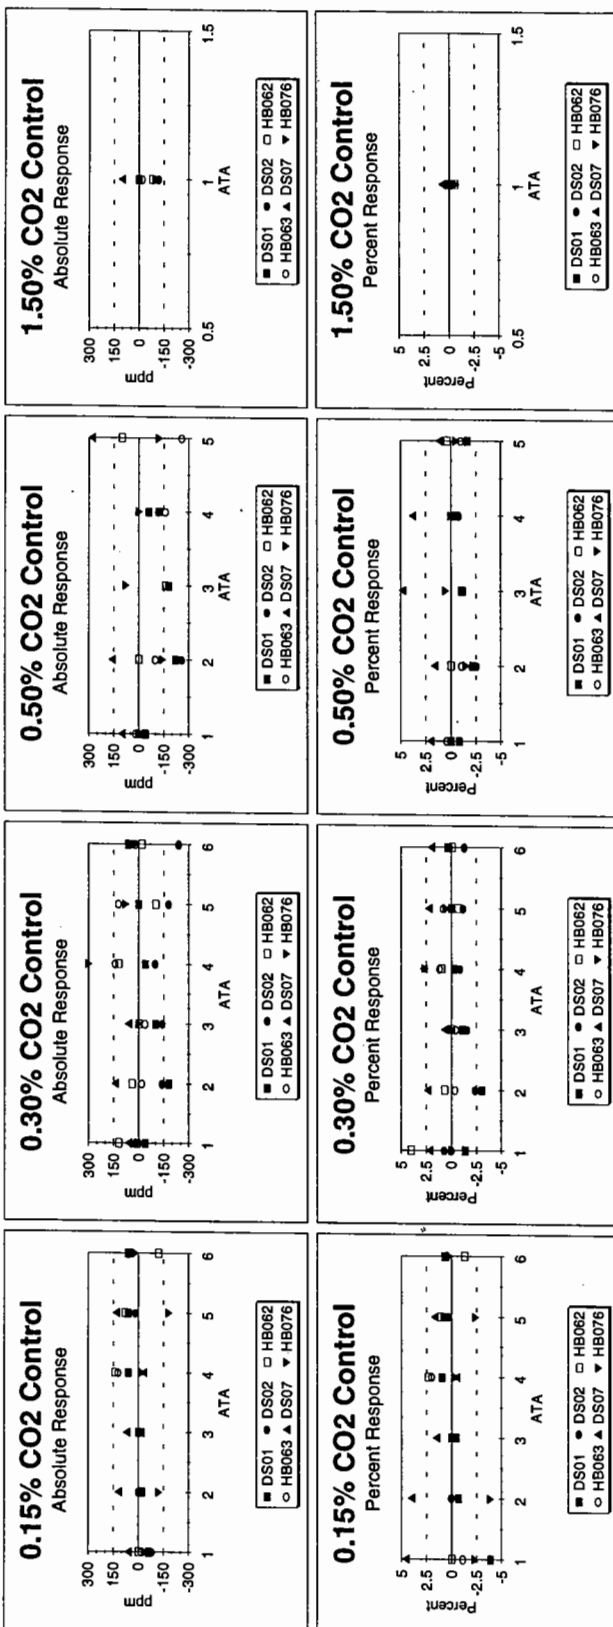 0.15% CO2 Control
Absolute Response
300
150
0
-150
-300
ppm
1 2 3 4 5 6
ATA
■ DS01 ● DS02 □ HB062
○ HB063 ▲ DS07 ▼ HB076
0.30% CO2 Control
Absolute Response
300
150
0
-150
-300
ppm
1 2 3 4 5 6
ATA
■ DS01 ● DS02 □ HB062
○ HB063 ▲ DS07 ▼ HB076
0.50% CO2 Control
Absolute Response
300
150
0
-150
-300
ppm
1 2 3 4 5
ATA
■ DS01 ● DS02 □ HB062
○ HB063 ▲ DS07 ▼ HB076
1.50% CO2 Control
Absolute Response
300
150
0
-150
-300
ppm
0.5 1 1.5
ATA
■ DS01 ● DS02 □ HB062
○ HB063 ▲ DS07 ▼ HB076
0.15% CO2 Control
Percent Response
5
2.5
0
-2.5
-5
Percent
1 2 3 4 5 6
ATA
■ DS01 ● DS02 □ HB062
○ HB063 ▲ DS07 ▼ HB076
0.30% CO2 Control
Percent Response
5
2.5
0
-2.5
-5
Percent
1 2 3 4 5 6
ATA
■ DS01 ● DS02 □ HB062
○ HB063 ▲ DS07 ▼ HB076
0.50% CO2 Control
Percent Response
5
2.5
0
-2.5
-5
Percent
1 2 3 4 5
ATA
■ DS01 ● DS02 □ HB062
○ HB063 ▲ DS07 ▼ HB076
1.50% CO2 Control
Percent Response
5
2.5
0
-2.5
-5
Percent
0.5 1 1.5
ATA
■ DS01 ● DS02 □ HB062
○ HB063 ▲ DS07 ▼ HB076